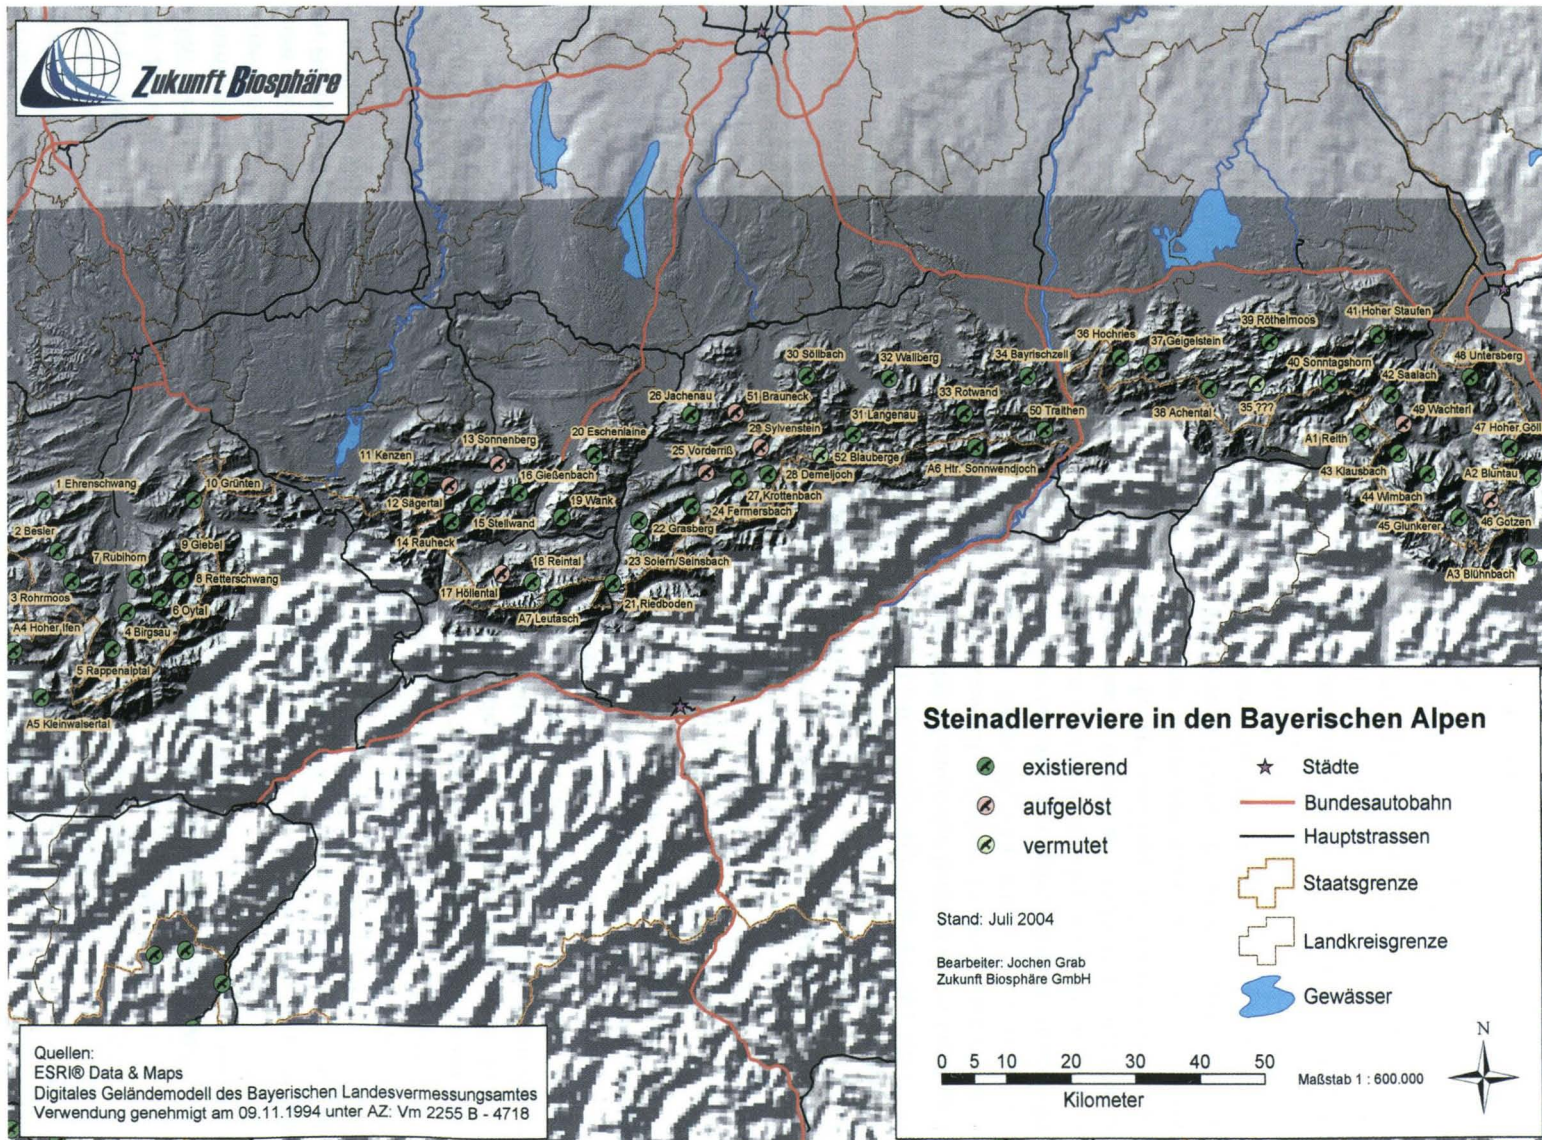 Zukunft Biosphäre
41 Hoher Staufen
39 Röthelmoos
36 Hochries
37 Geigelstein
30 Söllbach
32 Wallberg
34 Bayrischzell
40 Sonntagshorn
48 Untersberg
42 Saalach
26 Jachenau
51 Brauneck
33 Rotwand
31 Langenau
38 Achental
35 ???
49 Wachterl
20 Eschenlaine
29 Sylvenstein
50 Traithen
A1 Reith
47 Hoher Göll
13 Sonnenberg
11 Kenzen
25 Vorderriß
52 Blauberge
A6 Htr. Sonnwendjoch
43 Klausbach
A2 Bluntau
16 Gießenbach
28 Demeljoch
1 Ehrenschwang
10 Grünten
12 Sägertal
19 Wank
27 Krottenbach
44 Wimbach
24 Fermersbach
15 Stellwand
22 Grasberg
45 Glunkerer
46 Gotzen
2 Besler
14 Rauheck
9 Giebel
7 Rubihorn
18 Reintal
23 Soiern/Seinsbach
A3 Blühnbach
8 Retterschwang
3 Rohrmoos
17 Höllental
6 Oytal
21 Riedboden
A7 Leutasch
A4 Hoher Ifen
4 Birgsau
5 Rappenalptal
A5 Kleinwalsertal
Steinadlerreviere in den Bayerischen Alpen
existierend
aufgelöst
vermutet
Städte
Bundesautobahn
Hauptstrassen
Staatsgrenze
Landkreisgrenze
Gewässer
Stand: Juli 2004
Bearbeiter: Jochen Grab
Zukunft Biosphäre GmbH
N
0 5 10 20 30 40 50
Kilometer
Maßstab 1 : 600.000
Quellen:
ESRI® Data & Maps
Digitales Geländemodell des Bayerischen Landesvermessungsamtes
Verwendung genehmigt am 09.11.1994 unter AZ: Vm 2255 B - 4718